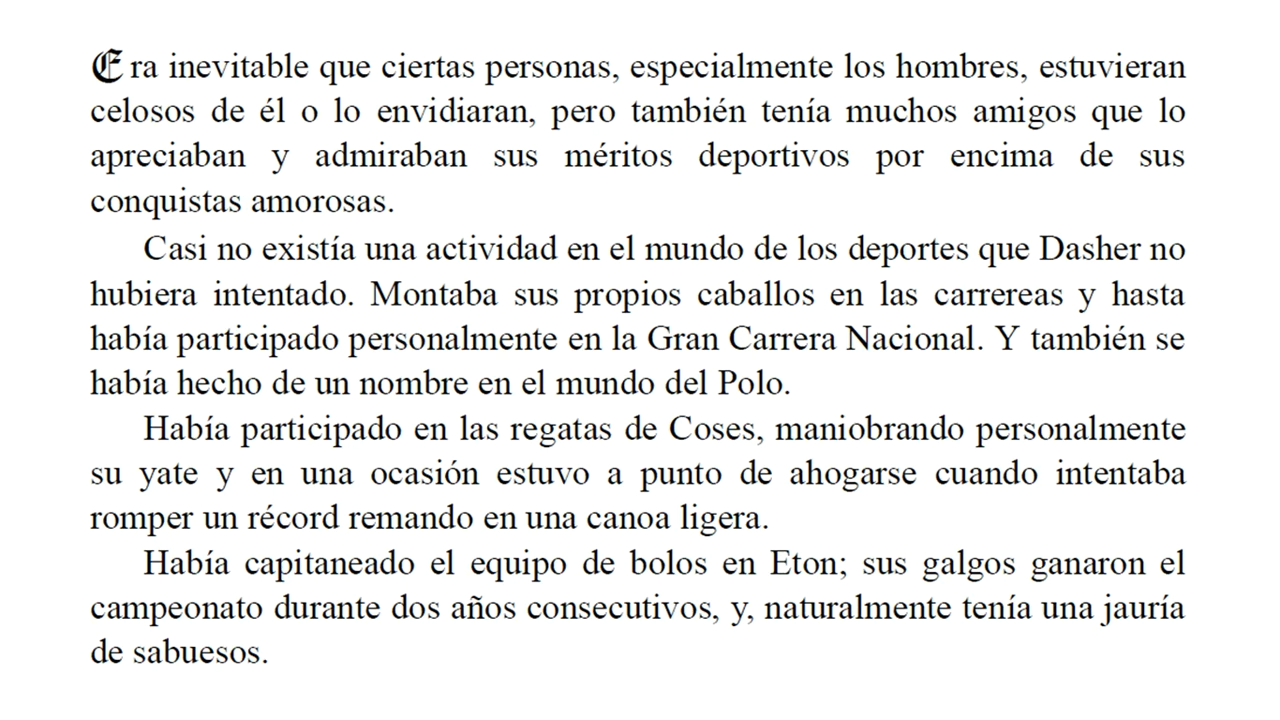 Era inevitable que ciertas personas, especialmente los hombres, estuvieran
celosos de él o lo envidiaran, pero también tenía muchos amigos que lo
apreciaban y admiraban sus méritos deportivos por encima de sus
conquistas amorosas.
Casi no existía una actividad en el mundo de los deportes que Dasher no
hubiera intentado. Montaba sus propios caballos en las carrereas y hasta
había participado personalmente en la Gran Carrera Nacional. Y también se
había hecho de un nombre en el mundo del Polo.
Había participado en las regatas de Coses, maniobrando personalmente
su yate y en una ocasión estuvo a punto de ahogarse cuando intentaba
romper un récord remando en una canoa ligera.
Había capitaneado el equipo de bolos en Eton; sus galgos ganaron el
campeonato durante dos años consecutivos, y, naturalmente tenía una jauría
de sabuesos.